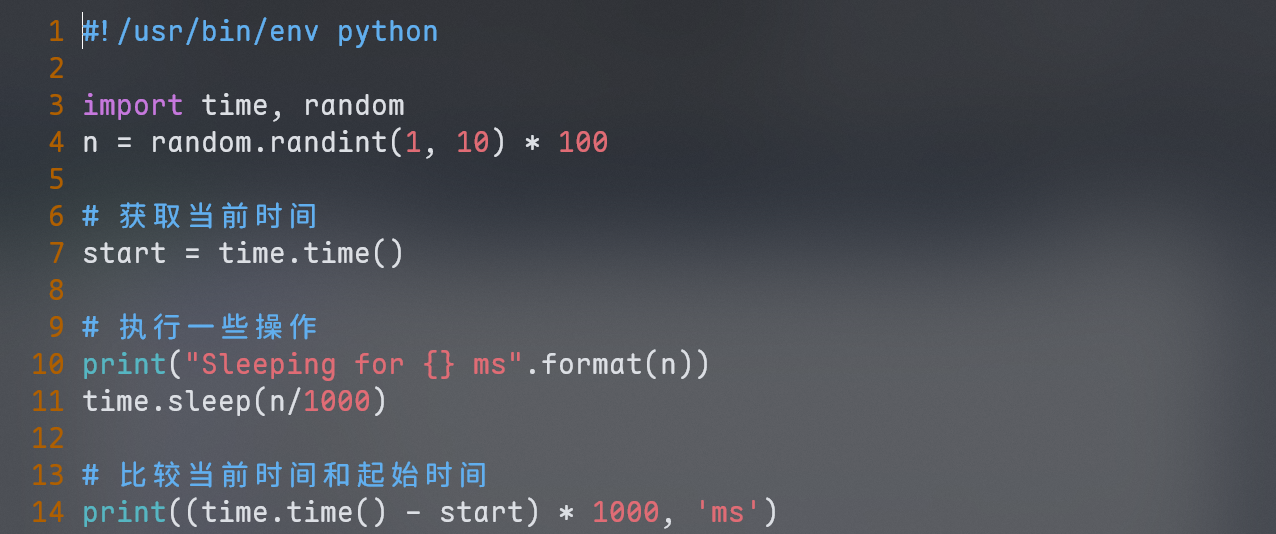 1 #!/usr/bin/env python
2
3 import time, random
4 n = random.randint(1, 10) * 100
5
6 # 获取当前时间
7 start = time.time()
8
9 # 执行一些操作
10 print("Sleeping for {} ms".format(n))
11 time.sleep(n/1000)
12
13 # 比较当前时间和起始时间
14 print((time.time() - start) * 1000, 'ms')